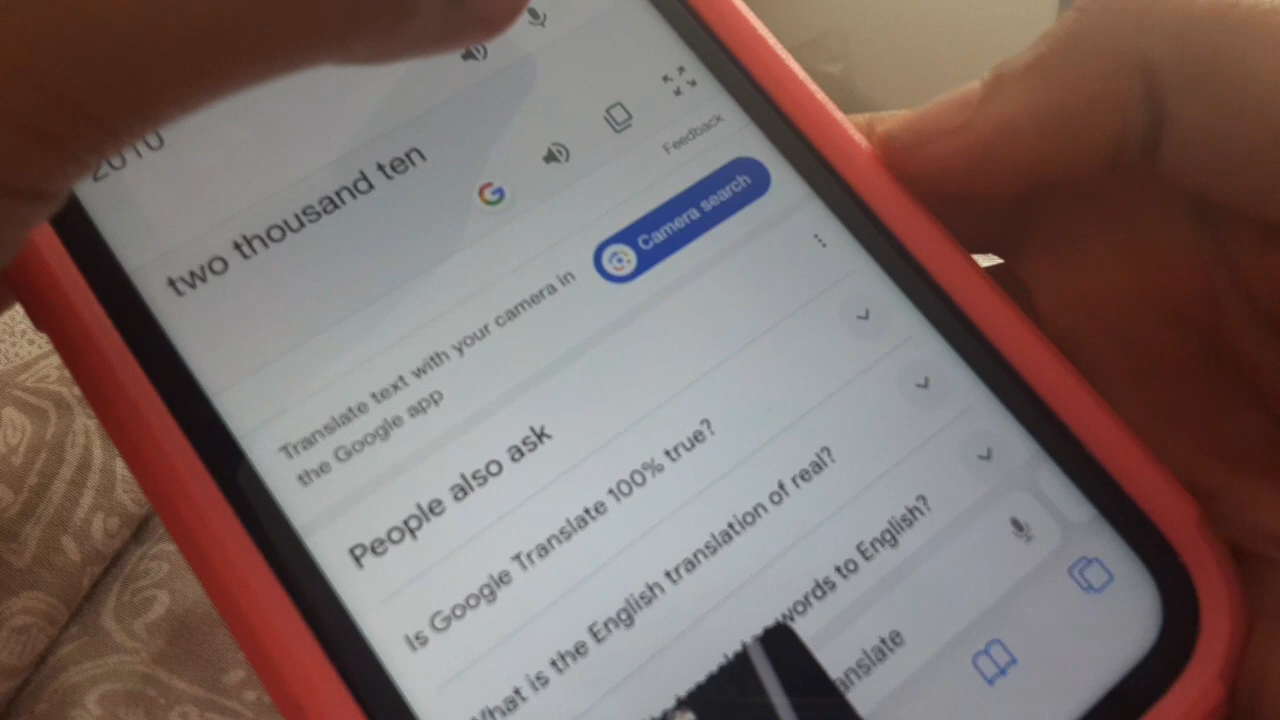 2010
two thousand ten
Feedback
Translate text with your camera in
the Google app
Camera search
People also ask
Is Google Translate 100% true?
What is the English translation of real?
words to English?